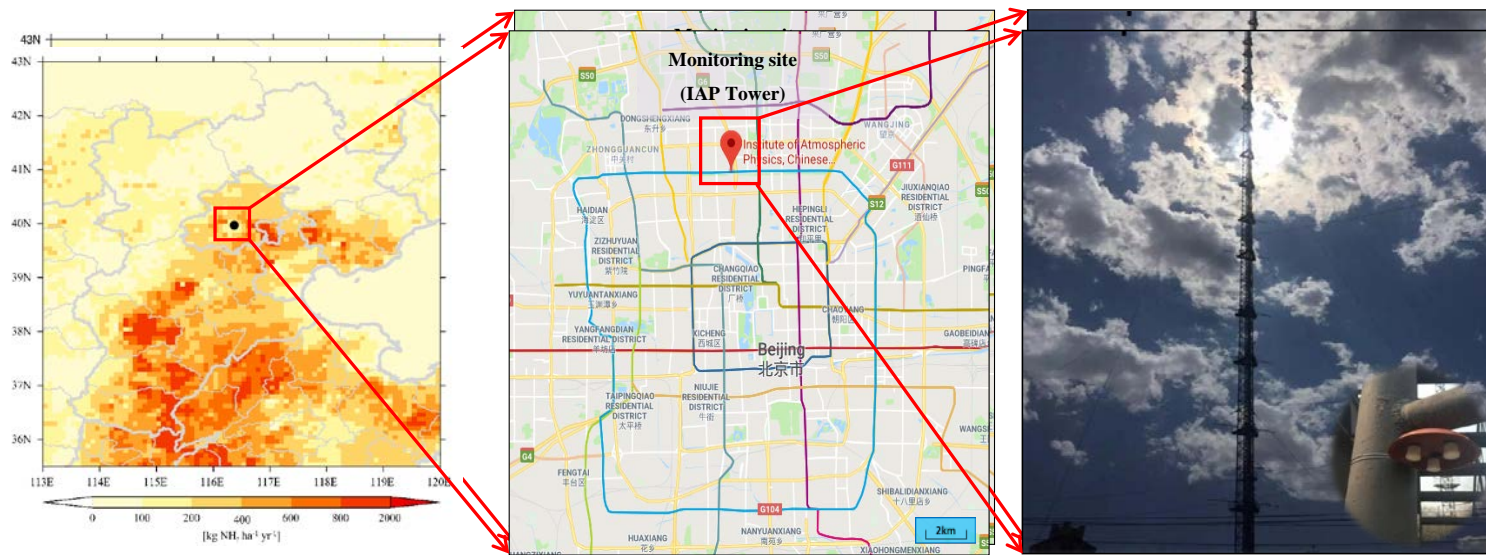 43N
43N
42N
41N
40N
39N
38N
37N
36N
113E 114E 115E 116E 117E 118E 119E 120E
0 100 200 400 600 800 2000
[kg NH₃ ha⁻¹ yr⁻¹]
Monitoring site
(IAP Tower)
S50
S50
G6
DONGSHENGXIANG
东升乡
WANGJING
望京
ZHONGGUANCUN
中关村
Institute of Atmospheric
Physics, Chinese...
G111
JIUXIANQIAO
RESIDENTIAL
DISTRICT
酒仙桥
S50
S12
HAIDIAN
海淀区
HEPINGLI
RESIDENTIAL
DISTRICT
和平里
ZIZHUYUAN
RESIDENTIAL
DISTRICT
紫竹院
CHANGQIAO
RESIDENTIAL
DISTRICT
厂桥
PINGFA
YUYUANTANXIANG
玉渊潭乡
CHAOYANG
朝阳区
YANGFANGDIAN
RESIDENTIAL DISTRICT
羊坊店
XICHENG
西城区
GAOBEIDIAN
高碑店
Beijing
北京市
TAIPINGQIAO
RESIDENTIAL
DISTRICT
太平桥
NIUJIE
RESIDENTIAL
DISTRICT
牛街
WANGS
G4
FENGTAI
丰台区
SHIBALIDIANXIANG
十八里店乡
G104
NANYUANXIANG
南苑乡
2km
HUAXIANG
花乡
XIAOHONGMENXIANG